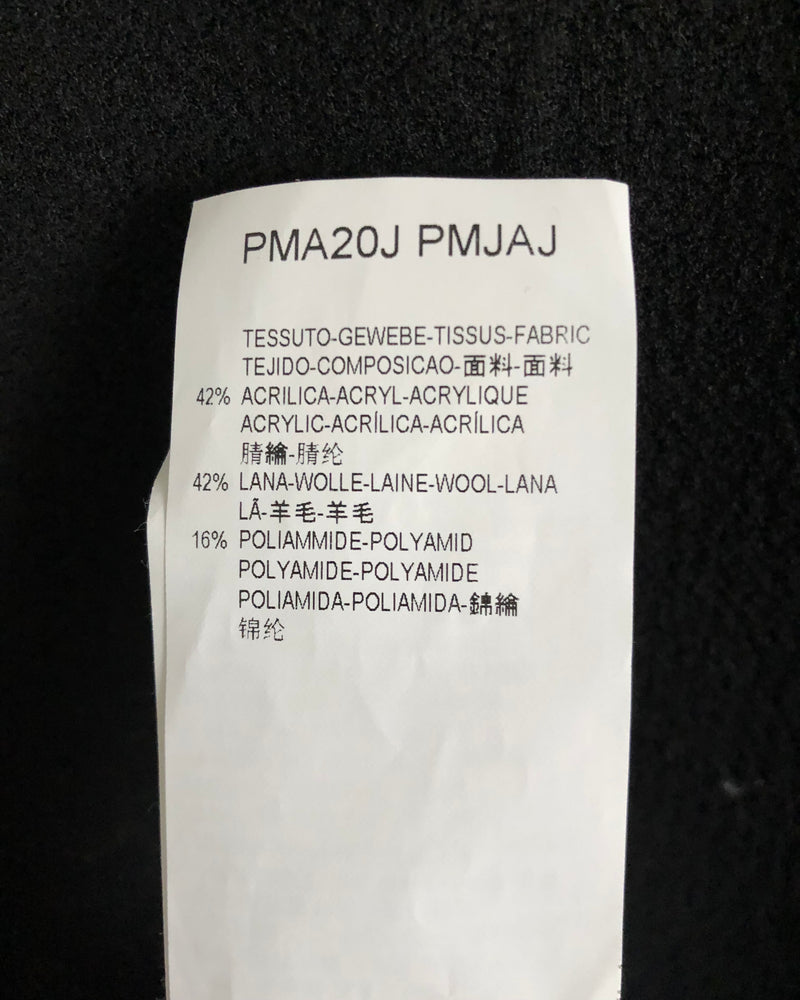 PMA20J PMJAJ
TESSUTO-GEWEBE-TISSUS-FABRIC
TEJIDO-COMPOSICAO-面料-面料
42% ACRILICA-ACRYL-ACRYLIQUE
ACRYLIC-ACRÍLICA-ACRÍLICA
腈綸-腈纶
42% LANA-WOLLE-LAINE-WOOL-LANA
LÃ-羊毛-羊毛
16% POLIAMMIDE-POLYAMID
POLYAMIDE-POLYAMIDE
POLIAMIDA-POLIAMIDA-錦綸
锦纶